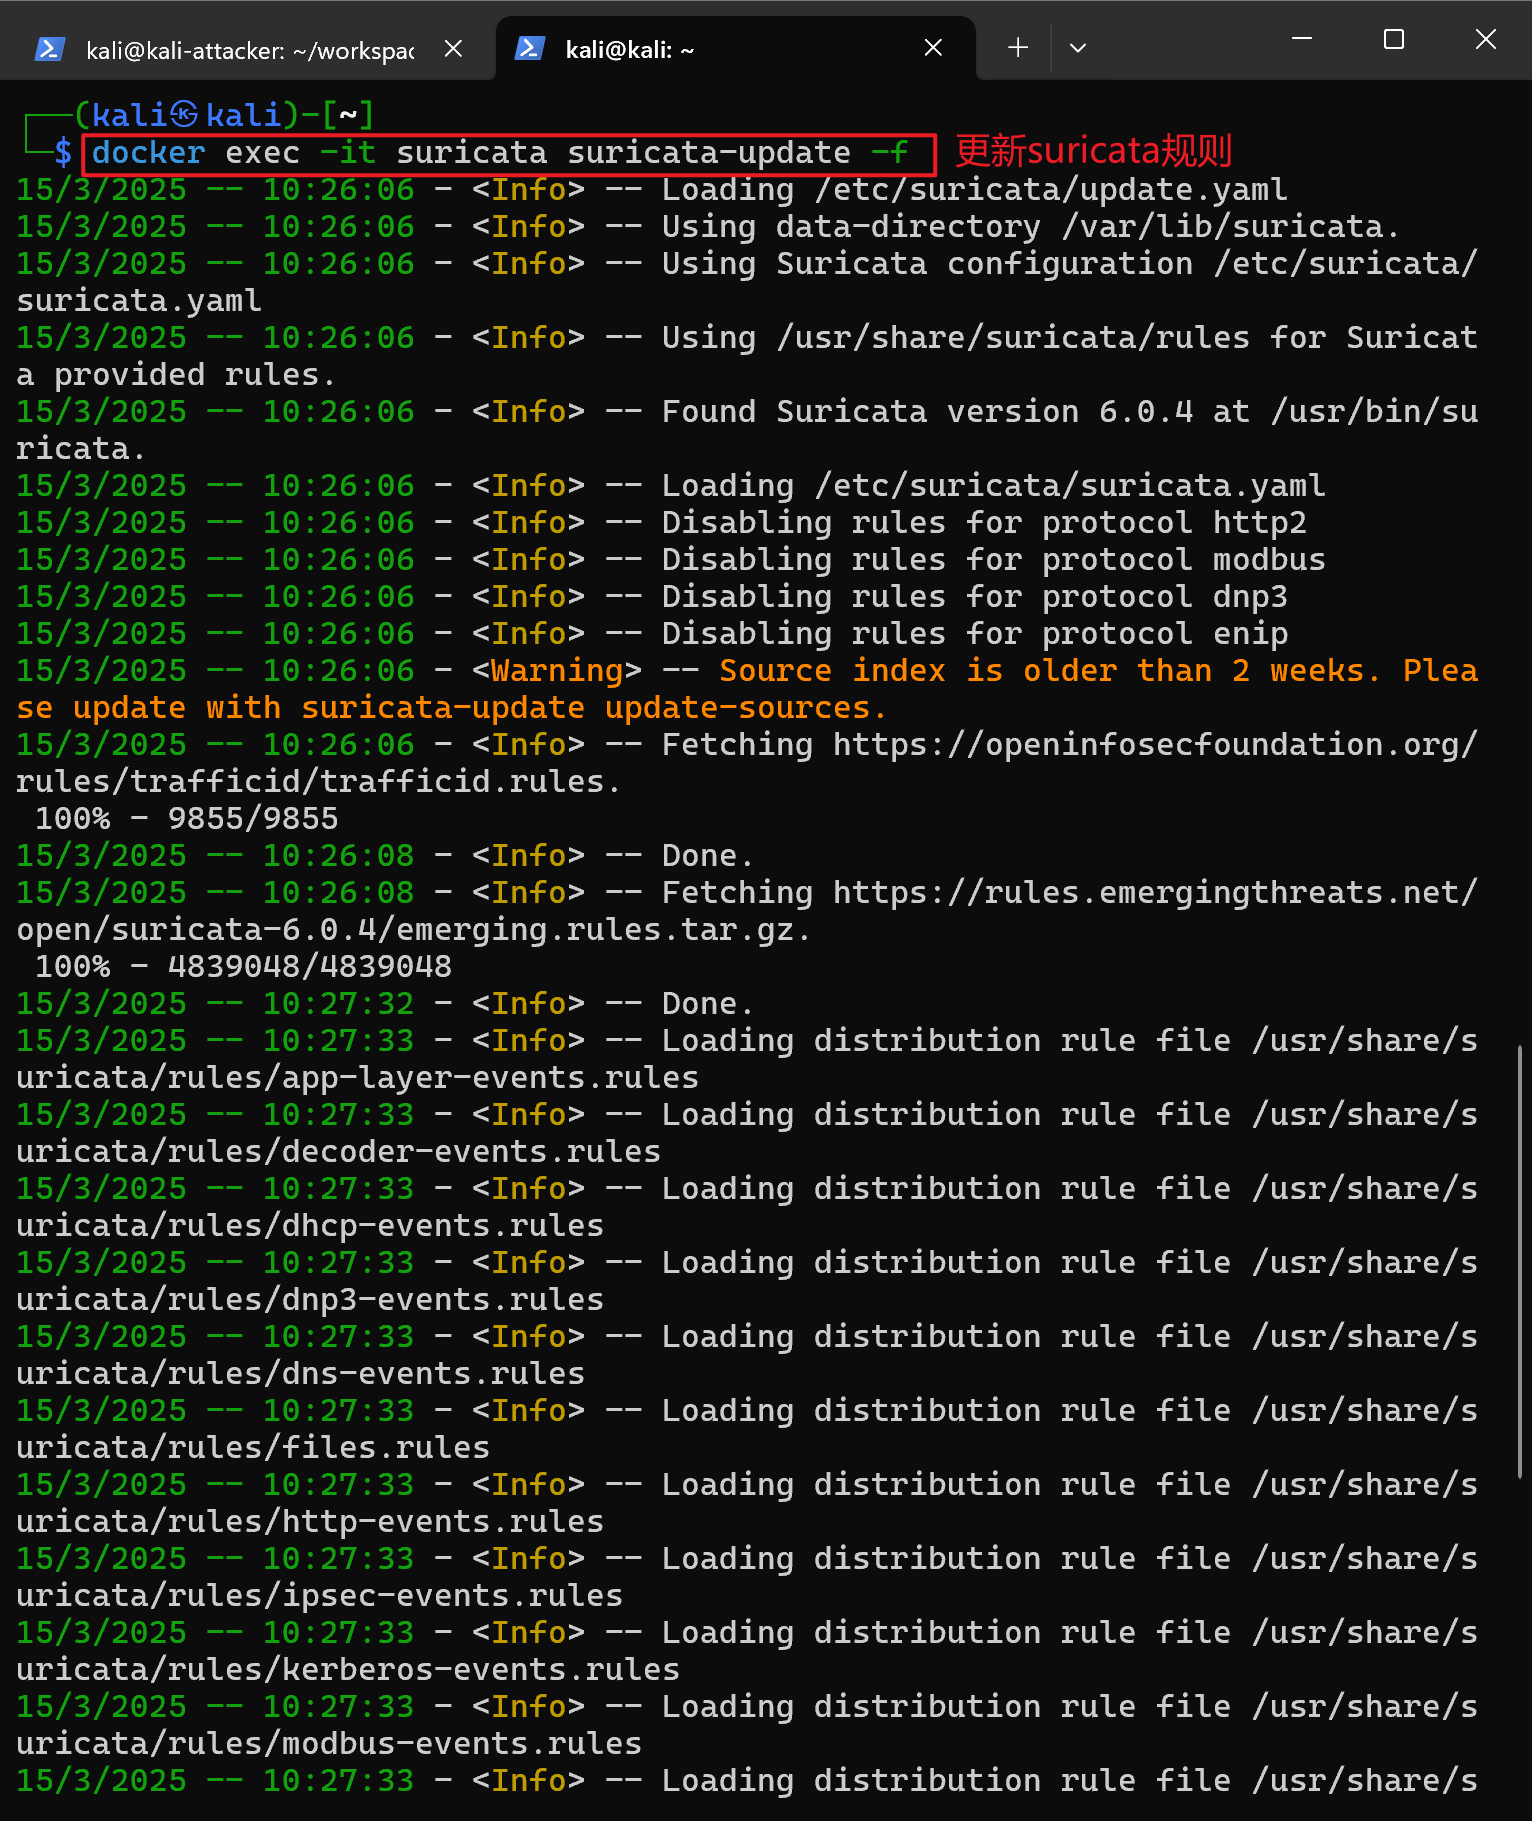 kali@kali-attacker: ~/workspac
kali@kali: ~
(kali㉿kali)-[~]
$ docker exec -it suricata suricata-update -f 更新suricata规则
15/3/2025 -- 10:26:06 - <Info> -- Loading /etc/suricata/update.yaml
15/3/2025 -- 10:26:06 - <Info> -- Using data-directory /var/lib/suricata.
15/3/2025 -- 10:26:06 - <Info> -- Using Suricata configuration /etc/suricata/
suricata.yaml
15/3/2025 -- 10:26:06 - <Info> -- Using /usr/share/suricata/rules for Suricat
a provided rules.
15/3/2025 -- 10:26:06 - <Info> -- Found Suricata version 6.0.4 at /usr/bin/su
ricata.
15/3/2025 -- 10:26:06 - <Info> -- Loading /etc/suricata/suricata.yaml
15/3/2025 -- 10:26:06 - <Info> -- Disabling rules for protocol http2
15/3/2025 -- 10:26:06 - <Info> -- Disabling rules for protocol modbus
15/3/2025 -- 10:26:06 - <Info> -- Disabling rules for protocol dnp3
15/3/2025 -- 10:26:06 - <Info> -- Disabling rules for protocol enip
15/3/2025 -- 10:26:06 - <Warning> -- Source index is older than 2 weeks. Plea
se update with suricata-update update-sources.
15/3/2025 -- 10:26:06 - <Info> -- Fetching https://openinfosecfoundation.org/
rules/trafficid/trafficid.rules.
100% - 9855/9855
15/3/2025 -- 10:26:08 - <Info> -- Done.
15/3/2025 -- 10:26:08 - <Info> -- Fetching https://rules.emergingthreats.net/
open/suricata-6.0.4/emerging.rules.tar.gz.
100% - 4839048/4839048
15/3/2025 -- 10:27:32 - <Info> -- Done.
15/3/2025 -- 10:27:33 - <Info> -- Loading distribution rule file /usr/share/s
uricata/rules/app-layer-events.rules
15/3/2025 -- 10:27:33 - <Info> -- Loading distribution rule file /usr/share/s
uricata/rules/decoder-events.rules
15/3/2025 -- 10:27:33 - <Info> -- Loading distribution rule file /usr/share/s
uricata/rules/dhcp-events.rules
15/3/2025 -- 10:27:33 - <Info> -- Loading distribution rule file /usr/share/s
uricata/rules/dnp3-events.rules
15/3/2025 -- 10:27:33 - <Info> -- Loading distribution rule file /usr/share/s
uricata/rules/dns-events.rules
15/3/2025 -- 10:27:33 - <Info> -- Loading distribution rule file /usr/share/s
uricata/rules/files.rules
15/3/2025 -- 10:27:33 - <Info> -- Loading distribution rule file /usr/share/s
uricata/rules/http-events.rules
15/3/2025 -- 10:27:33 - <Info> -- Loading distribution rule file /usr/share/s
uricata/rules/ipsec-events.rules
15/3/2025 -- 10:27:33 - <Info> -- Loading distribution rule file /usr/share/s
uricata/rules/kerberos-events.rules
15/3/2025 -- 10:27:33 - <Info> -- Loading distribution rule file /usr/share/s
uricata/rules/modbus-events.rules
15/3/2025 -- 10:27:33 - <Info> -- Loading distribution rule file /usr/share/s